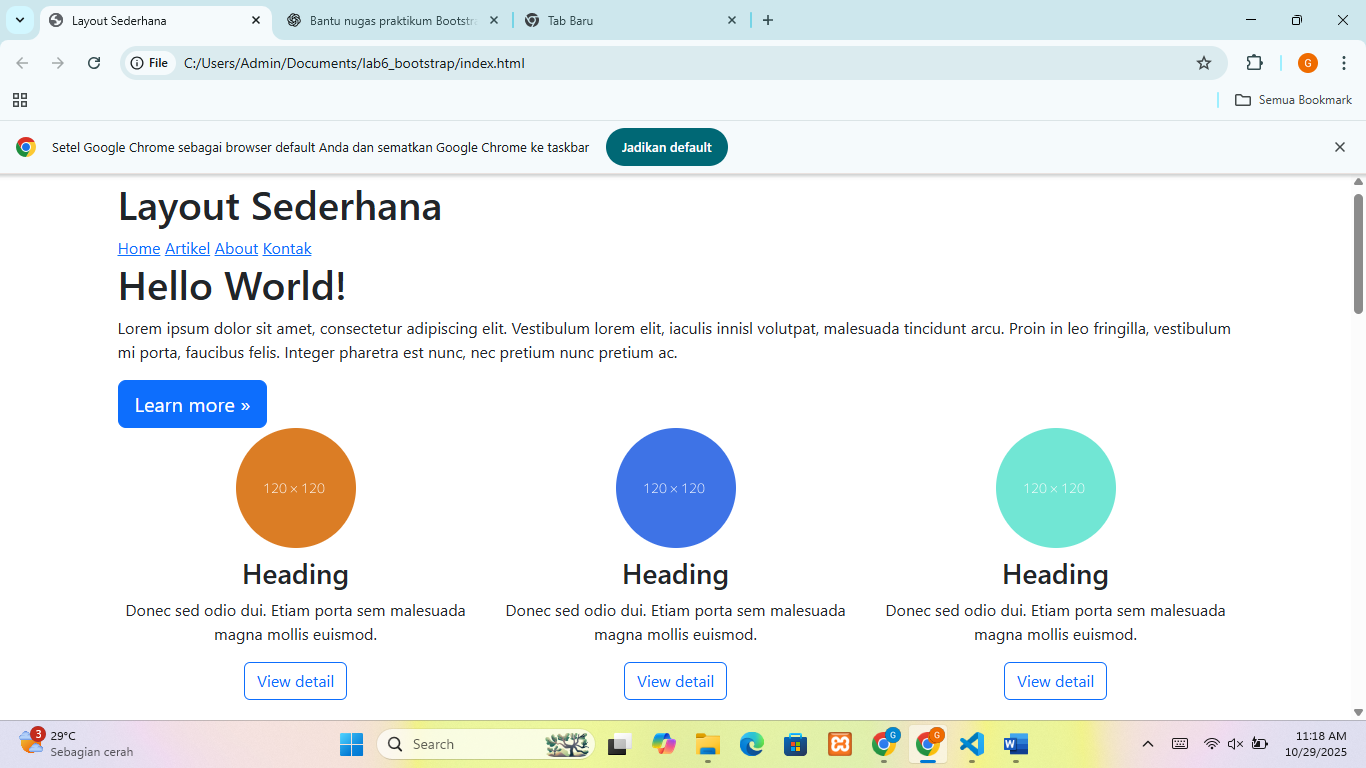 Layout Sederhana
Bantu nugas praktikum Bootstra
Tab Baru
File
C:/Users/Admin/Documents/lab6_bootstrap/index.html
G
Semua Bookmark
Setel Google Chrome sebagai browser default Anda dan sematkan Google Chrome ke taskbar
Jadikan default
Layout Sederhana
Home Artikel About Kontak
Hello World!
Lorem ipsum dolor sit amet, consectetur adipiscing elit. Vestibulum lorem elit, iaculis innisl volutpat, malesuada tincidunt arcu. Proin in leo fringilla, vestibulum
mi porta, faucibus felis. Integer pharetra est nunc, nec pretium nunc pretium ac.
Learn more »
120 × 120
120 × 120
120 × 120
Heading
Heading
Heading
Donec sed odio dui. Etiam porta sem malesuada
magna mollis euismod.
Donec sed odio dui. Etiam porta sem malesuada
magna mollis euismod.
Donec sed odio dui. Etiam porta sem malesuada
magna mollis euismod.
View detail
View detail
View detail
3
29°C
Sebagian cerah
Search
G
G
11:18 AM
10/29/2025